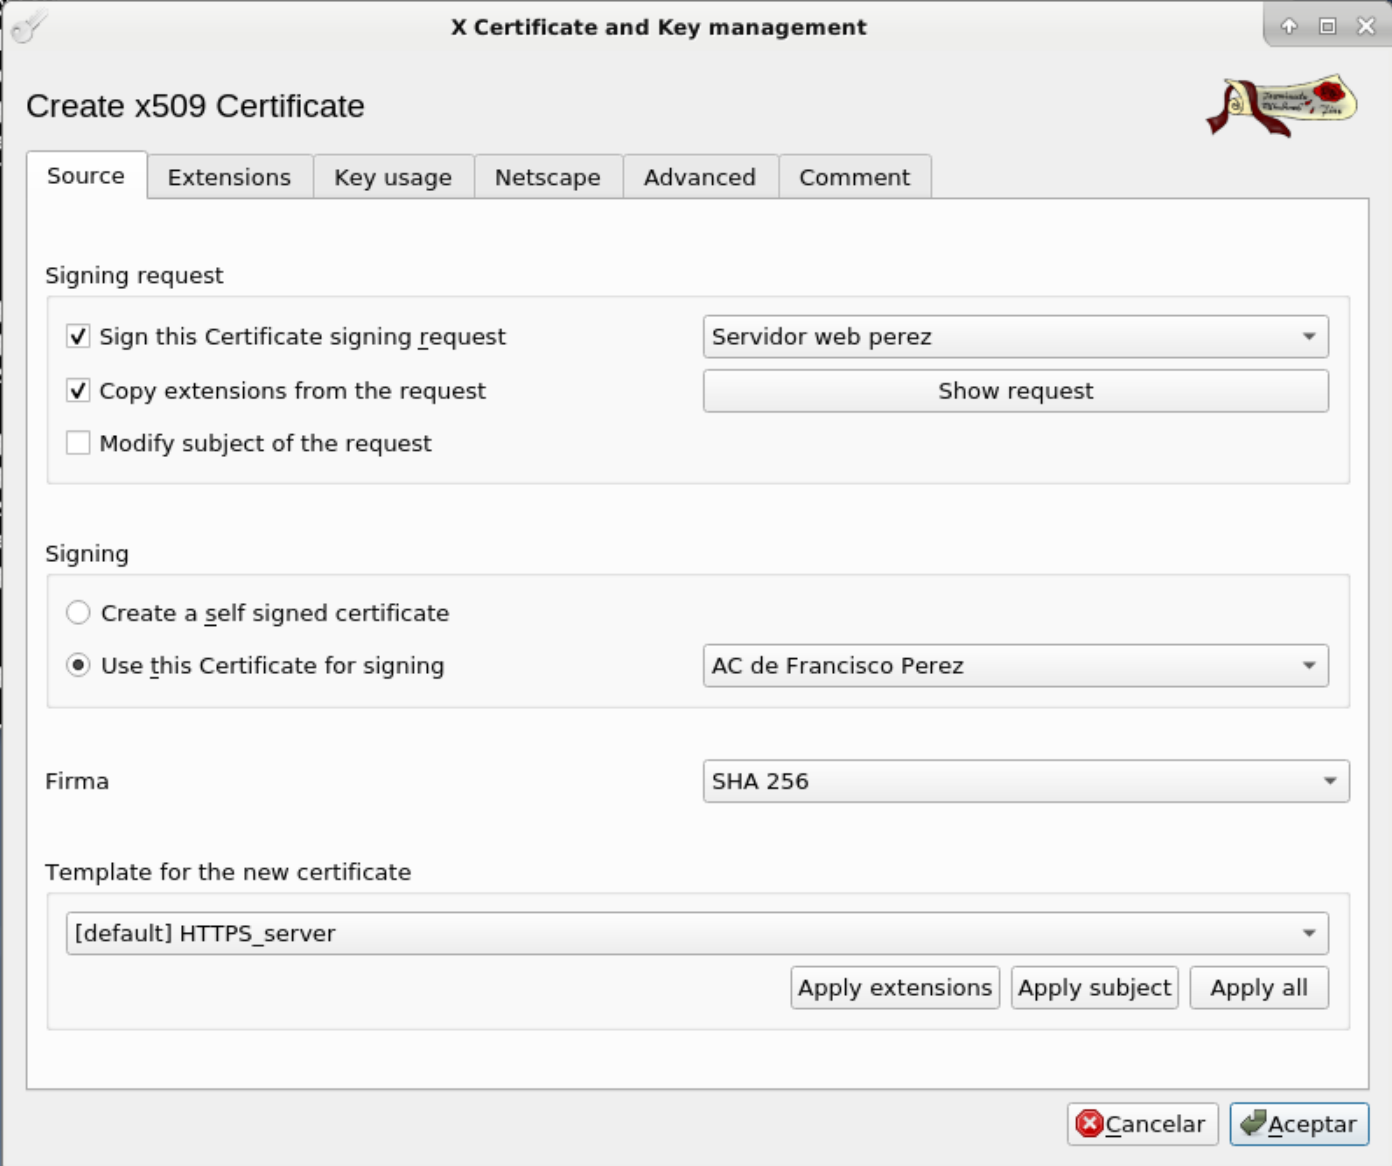 X Certificate and Key management
Create x509 Certificate
Source
Extensions
Key usage
Netscape
Advanced
Comment
Signing request
Sign this Certificate signing request
Servidor web perez
Copy extensions from the request
Show request
Modify subject of the request
Signing
Create a self signed certificate
Use this Certificate for signing
AC de Francisco Perez
Firma
SHA 256
Template for the new certificate
[default] HTTPS_server
Apply extensions
Apply subject
Apply all
Cancelar
Aceptar